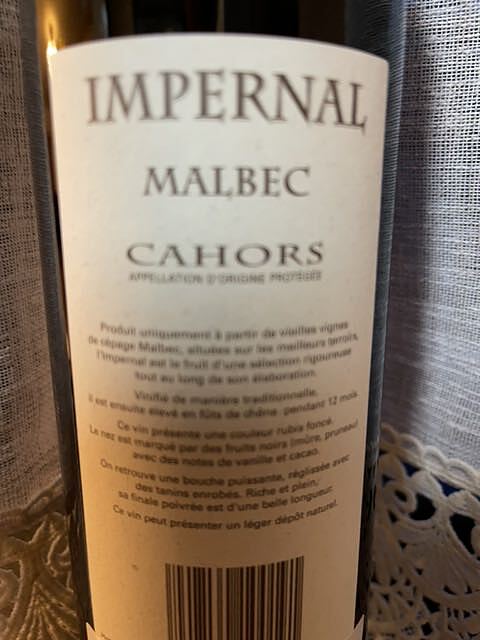 IMPERNAL
MALBEC
CAHORS
APPELLATION D'ORIGINE PROTÉGÉE
Produit uniquement à partir de vieilles vignes
de cépage Malbec, situées sur les meilleurs terroirs,
l'Impernal est le fruit d'une sélection rigoureuse
tout au long de son élaboration.
Vinifié de manière traditionnelle,
il est ensuite elevé en fûts de chêne pendant 12 mois.
Ce vin présente une couleur rubis foncé.
Le nez est marqué par des fruits noirs (mûre, pruneau)
avec des notes de vanille et cacao.
On retrouve une bouche puissante, réglissée avec
des tanins enrobés. Riche et plein,
sa finale poivrée est d'une belle longueur.
Ce vin peut présenter un léger dépôt naturel.